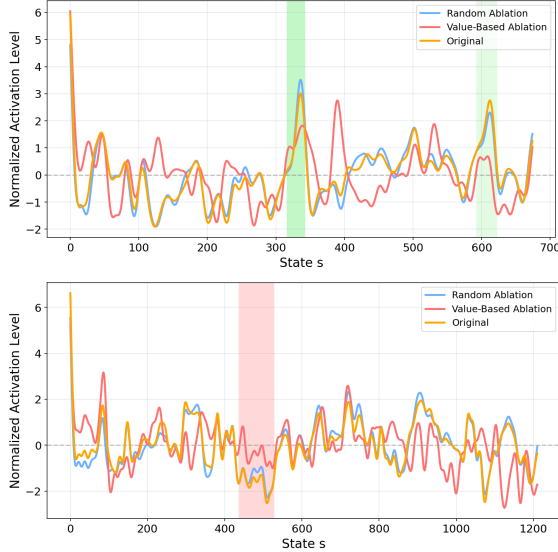 Normalized Activation Level
6
5
4
3
2
1
0
−1
−2
Random Ablation
Value-Based Ablation
Original
0
100
200
300
400
500
600
700
State s
Normalized Activation Level
6
4
2
0
−2
Random Ablation
Value-Based Ablation
Original
0
200
400
600
800
1000
1200
State s